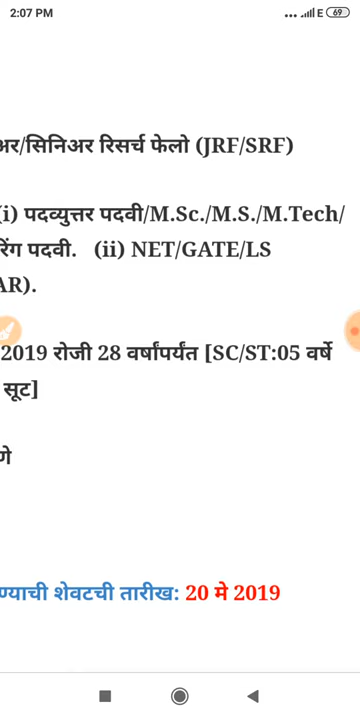 2:07 PM ... E 69
अर/सिनिअर रिसर्च फेलो (JRF/SRF)
(i) पदव्युत्तर पदवी/M.Sc./M.S./M.Tech/
रिंग पदवी. (ii) NET/GATE/LS
AR).
2019 रोजी 28 वर्षांपर्यंत [SC/ST:05 वर्षे
सूट]
णे
ण्याची शेवटची तारीख: 20 मे 2019